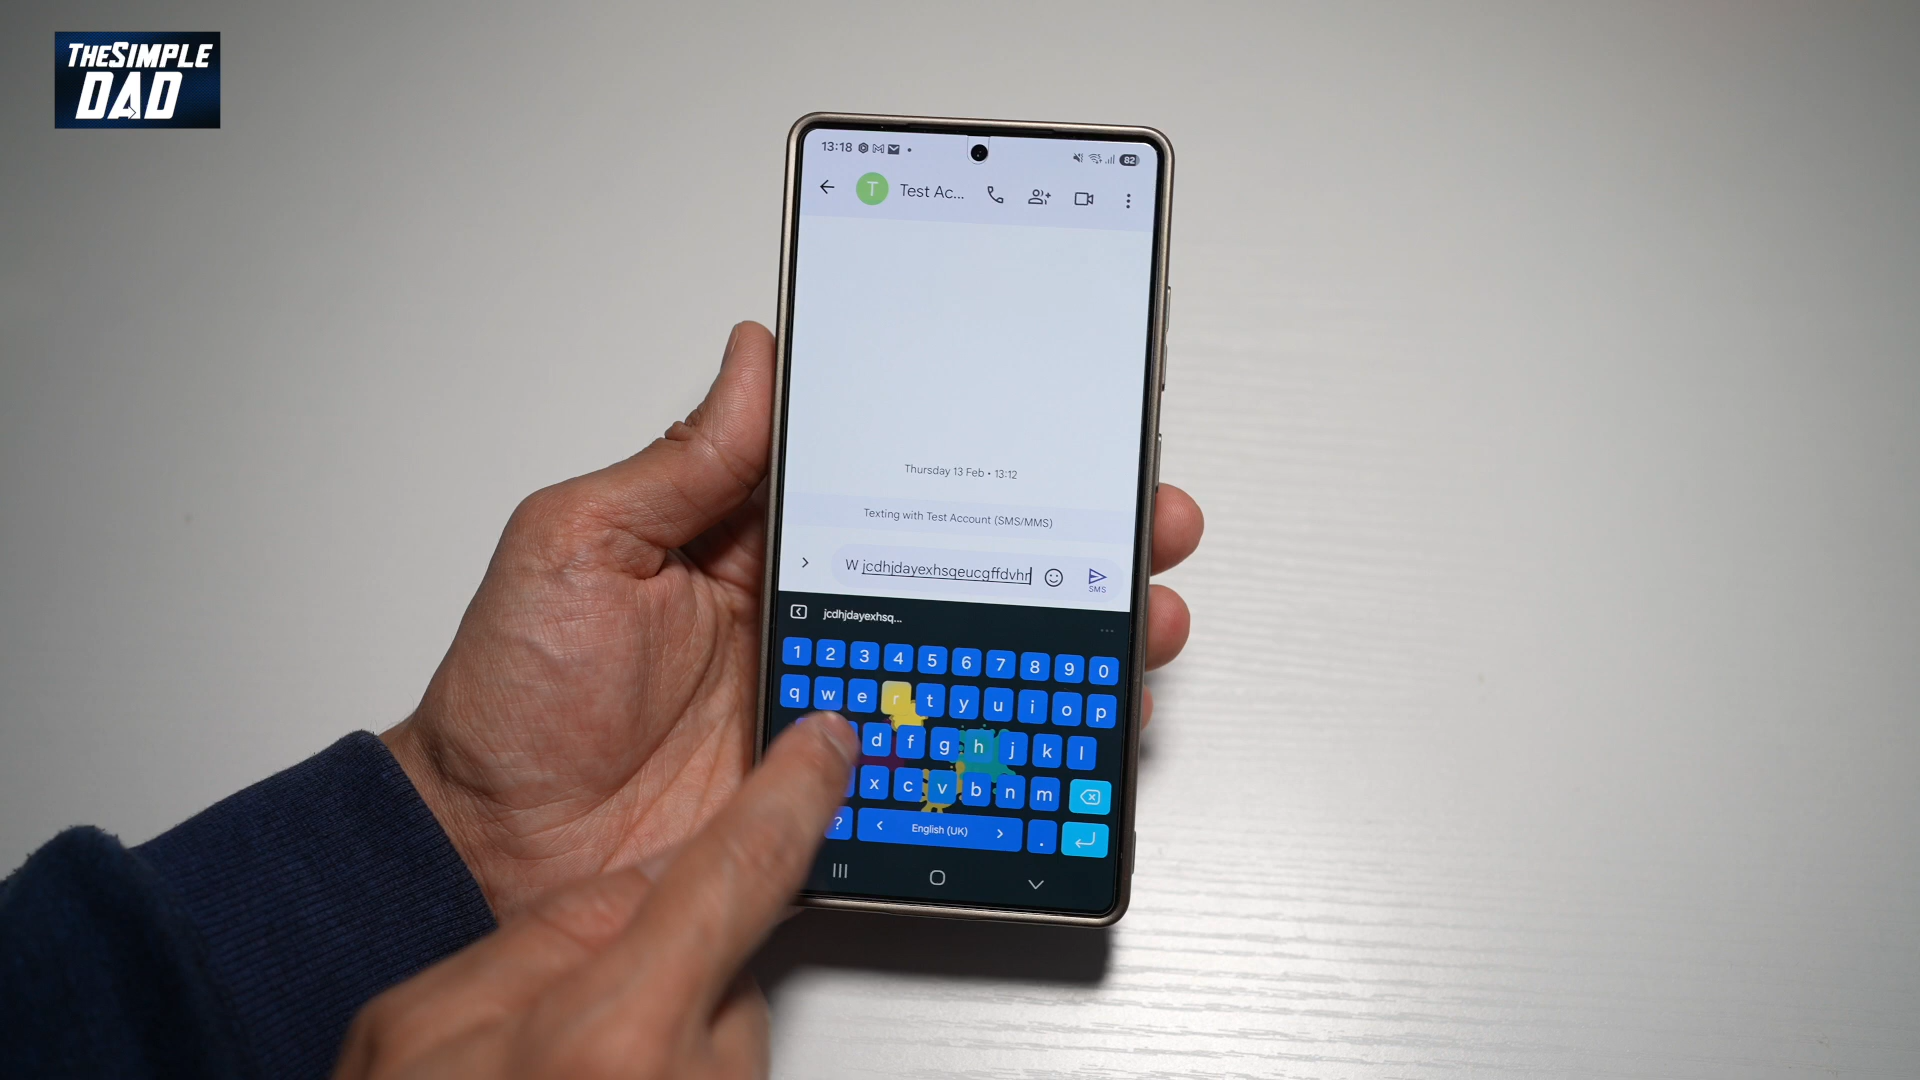 THESIMPLE
DAD
13:18 82
T Test Ac...
Thursday 13 Feb • 13:12
Texting with Test Account (SMS/MMS)
W jcdhjdayexhsqeucgffdvhr
SMS
jcdhjdayexhsq...
1 2 3 4 5 6 7 8 9 0
q w e r t y u i o p
d f g h j k l
x c v b n m
? < English (UK) > .